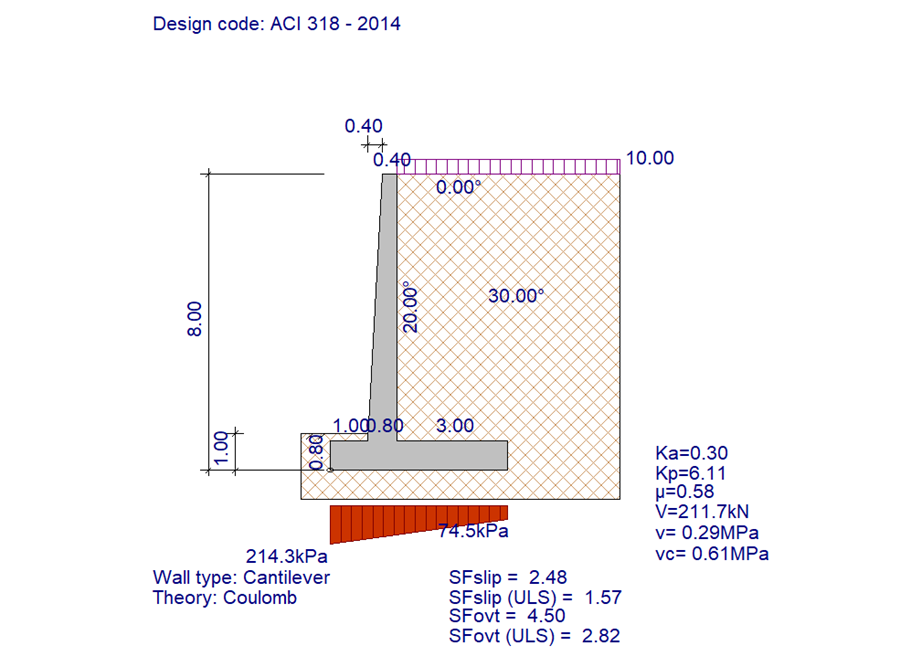 Design code: ACI 318 - 2014
0.40
0.40
10.00
0.00°
8.00
20.00°
30.00°
1.00
0.80
3.00
1.00
0.80
Ka=0.30
Kp=6.11
µ=0.58
V=211.7kN
v= 0.29MPa
vc= 0.61MPa
74.5kPa
214.3kPa
Wall type: Cantilever
Theory: Coulomb
SFslip = 2.48
SFslip (ULS) = 1.57
SFovt = 4.50
SFovt (ULS) = 2.82